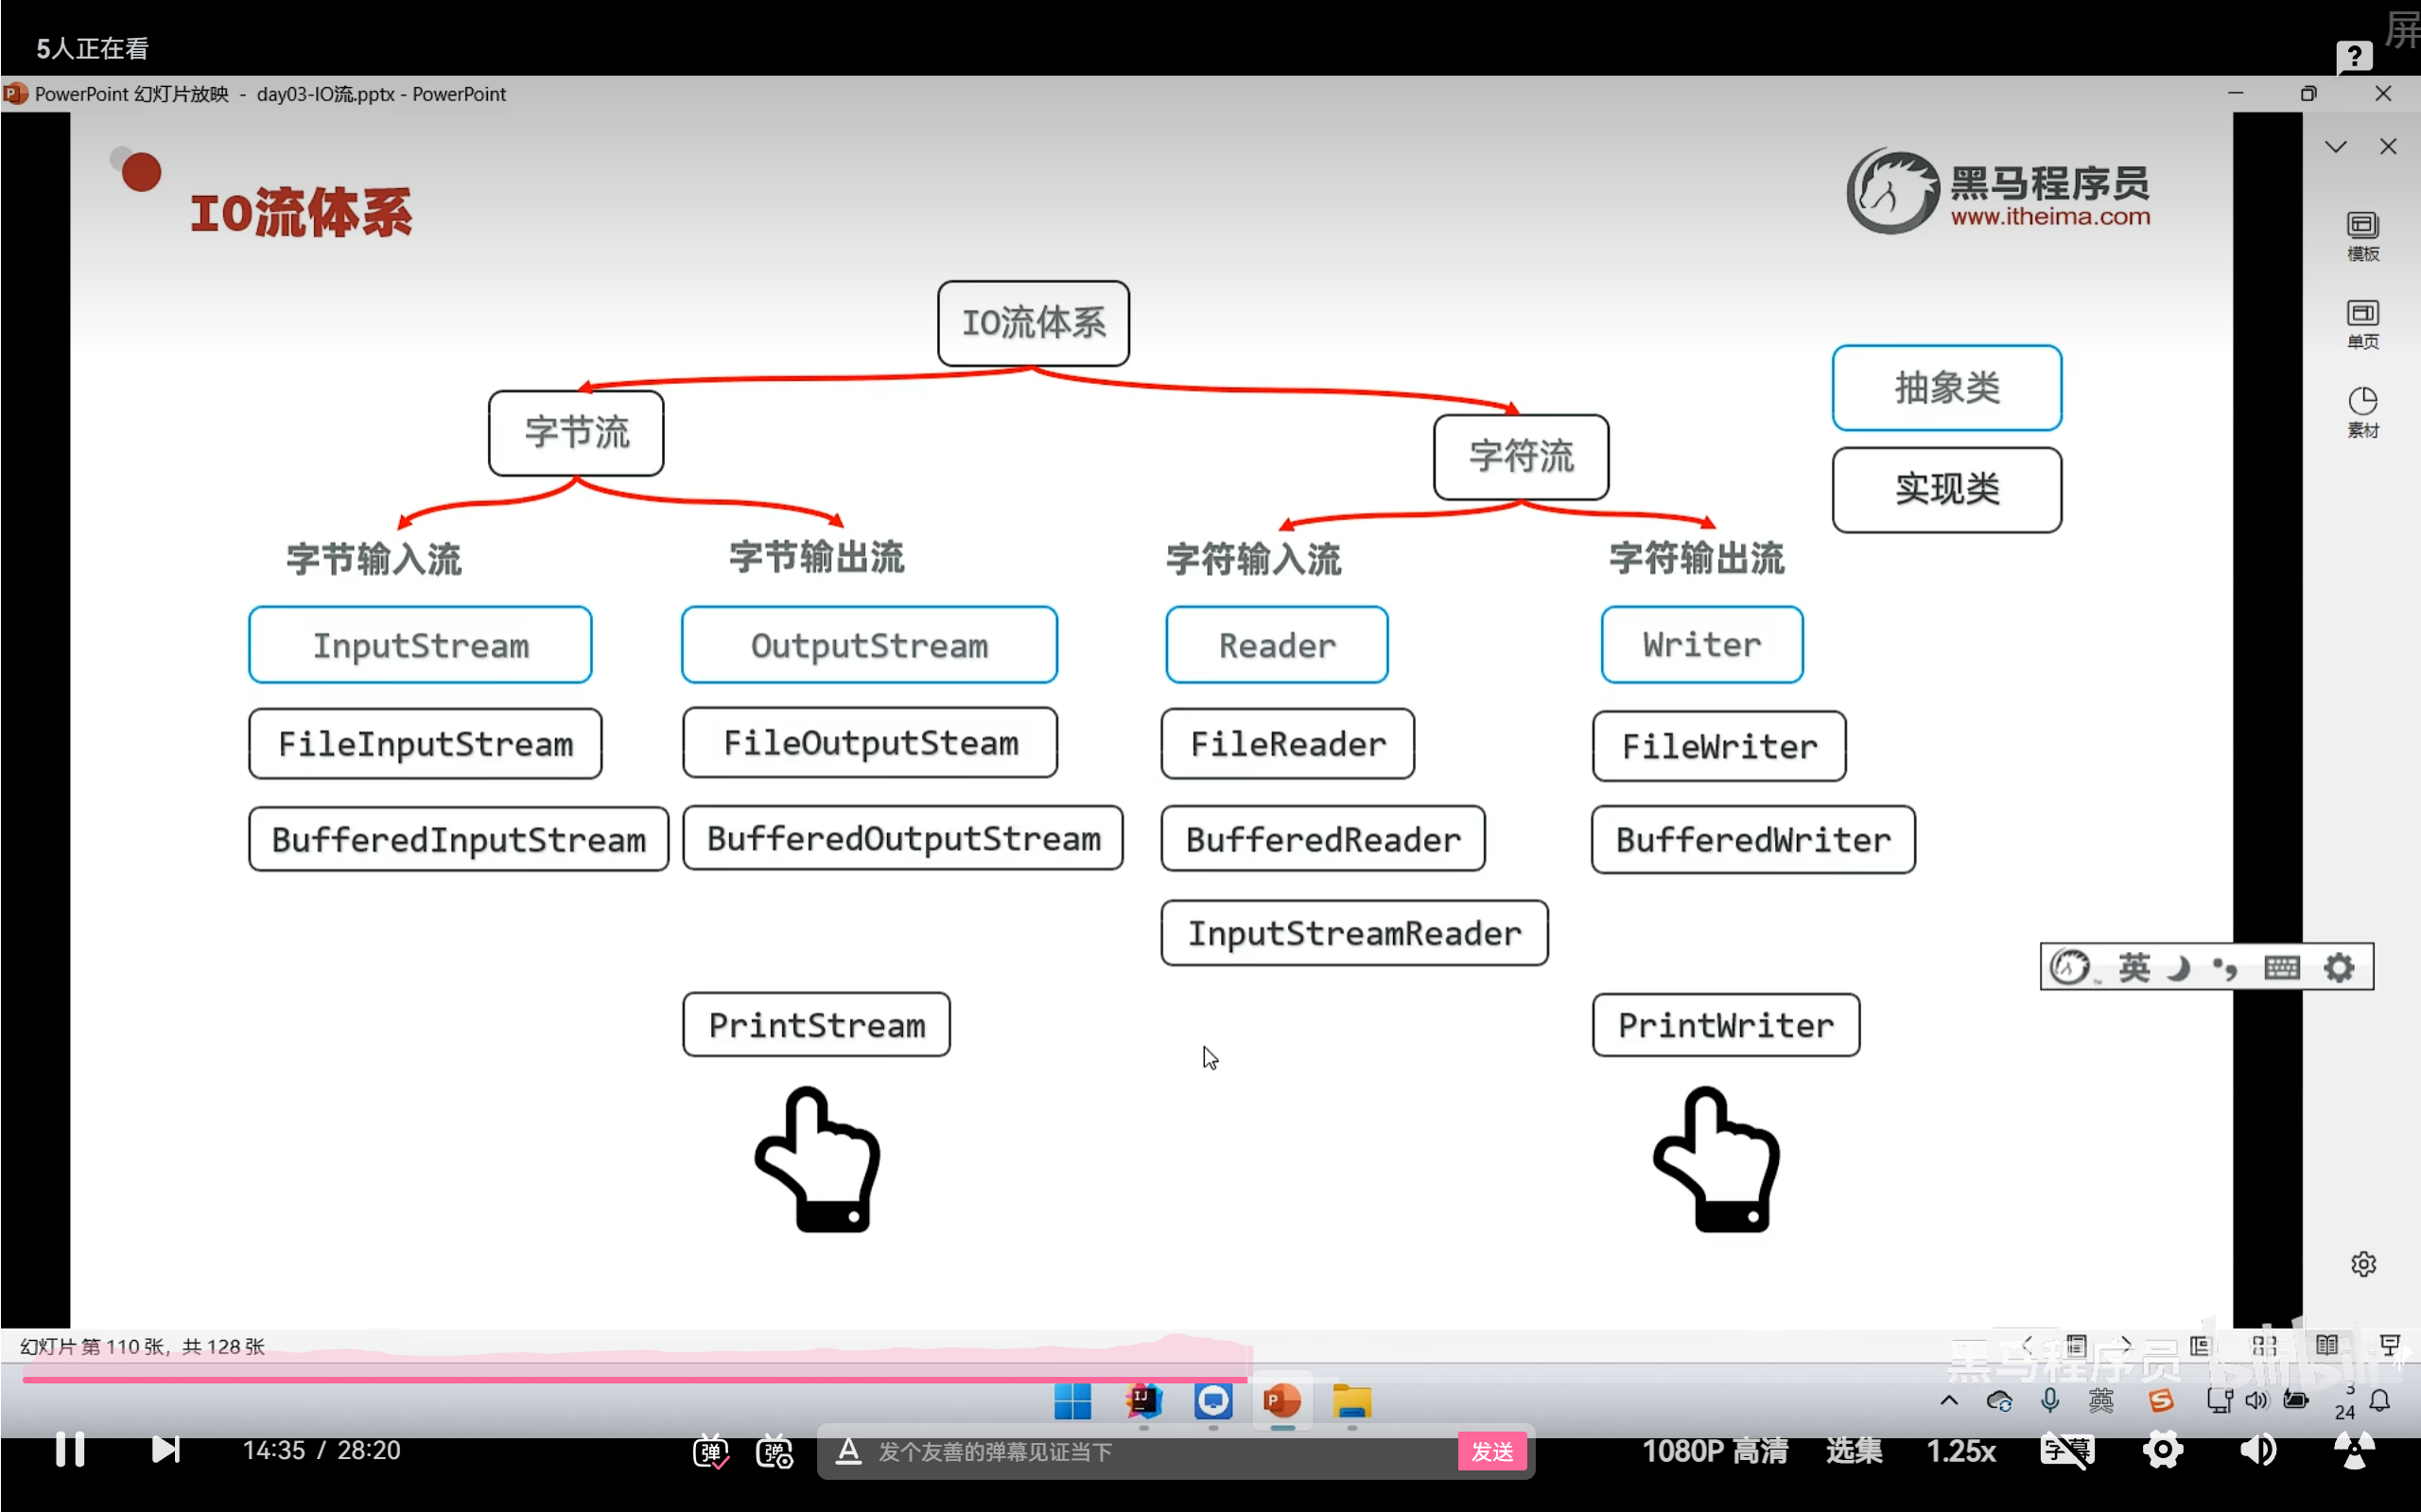 5人正在看
屏
PowerPoint 幻灯片放映 - day03-IO流.pptx - PowerPoint
IO流体系
黑马程序员
www.itheima.com
模板
单页
素材
IO流体系
字节流
字符流
抽象类
实现类
字节输入流
字节输出流
字符输入流
字符输出流
InputStream
OutputStream
Reader
Writer
FileInputStream
FileOutputSteam
FileReader
FileWriter
BufferedInputStream
BufferedOutputStream
BufferedReader
BufferedWriter
InputStreamReader
英
PrintStream
PrintWriter
幻灯片 第 110 张，共 128 张
黑马程序员
bilibili
英
3
24
14:35 / 28:20
弹
弹
A 发个友善的弹幕见证当下
发送
1080P 高清
选集
1.25x
字幕